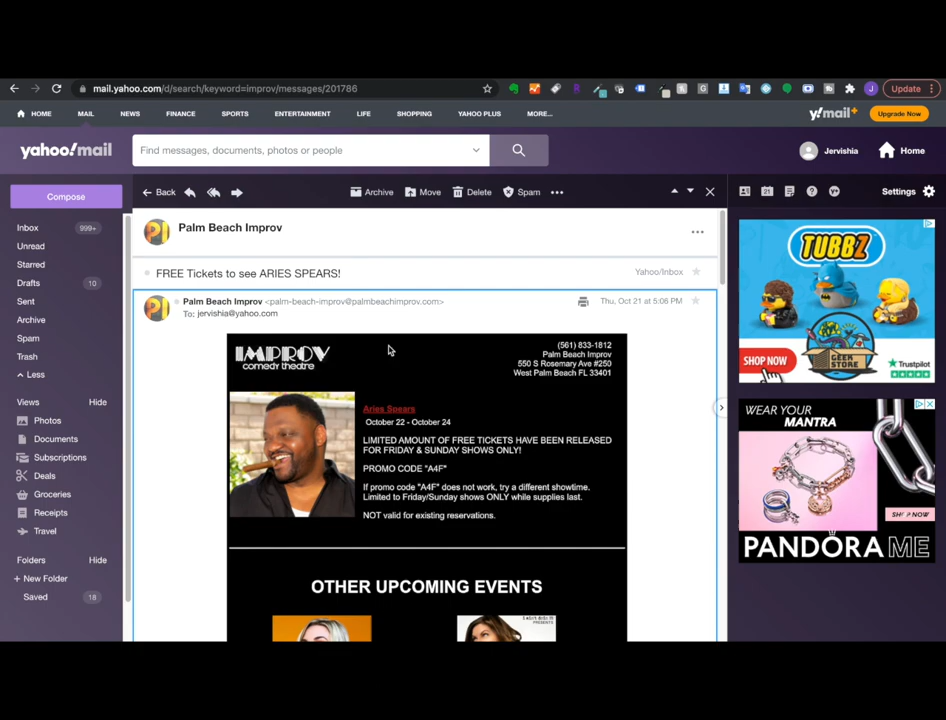 mail.yahoo.com/d/search/keyword=improv/messages/201786
Update
HOME
MAIL
NEWS
FINANCE
SPORTS
ENTERTAINMENT
LIFE
SHOPPING
YAHOO PLUS
MORE...
y!mail+
Upgrade Now
yahoo!mail
Find messages, documents, photos or people
Jervishia
Home
Compose
Back
Archive
Move
Delete
Spam
Settings
Inbox 999+
Unread
Starred
Drafts 10
Sent
Archive
Spam
Trash
Less
Views Hide
Photos
Documents
Subscriptions
Deals
Groceries
Receipts
Travel
Folders Hide
+ New Folder
Saved 18
Palm Beach Improv
FREE Tickets to see ARIES SPEARS!
Yahoo/Inbox
Palm Beach Improv <palm-beach-improv@palmbeachimprov.com>
Thu, Oct 21 at 5:06 PM
To: jervishia@yahoo.com
IMPROV
comedy theatre
(561) 833-1812
Palm Beach Improv
550 S Rosemary Ave #250
West Palm Beach FL 33401
Aries Spears
October 22 - October 24
LIMITED AMOUNT OF FREE TICKETS HAVE BEEN RELEASED
FOR FRIDAY & SUNDAY SHOWS ONLY!
PROMO CODE "A4F"
If promo code "A4F" does not work, try a different showtime.
Limited to Friday/Sunday shows ONLY while supplies last.
NOT valid for existing reservations.
OTHER UPCOMING EVENTS
PRESENTS
TUBBZ
SHOP NOW
GEEK
STORE
Trustpilot
WEAR YOUR
MANTRA
SHOP NOW
PANDORA ME